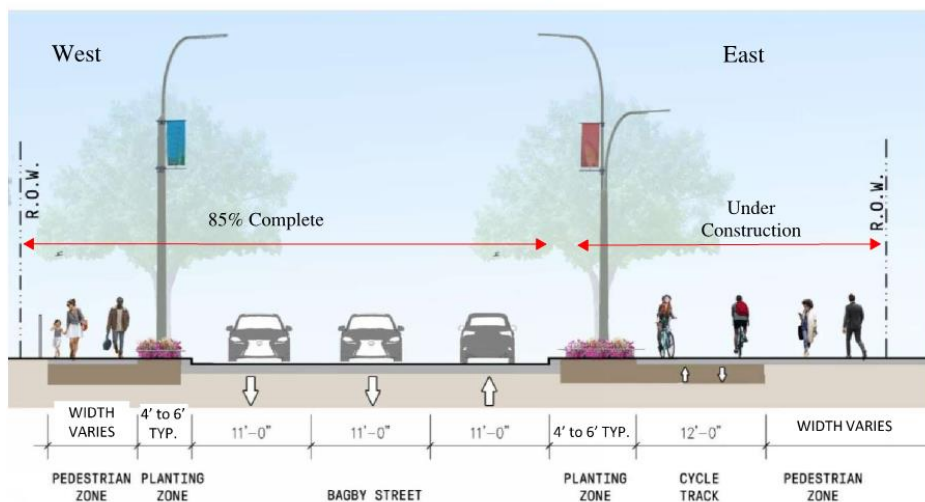 West
East
R.O.W.
R.O.W.
85% Complete
Under
Construction
WIDTH
VARIES
4' to 6'
TYP.
11'-0"
11'-0"
11'-0"
4' to 6' TYP.
12'-0"
WIDTH VARIES
PEDESTRIAN
ZONE
PLANTING
ZONE
BAGBY STREET
PLANTING
ZONE
CYCLE
TRACK
PEDESTRIAN
ZONE